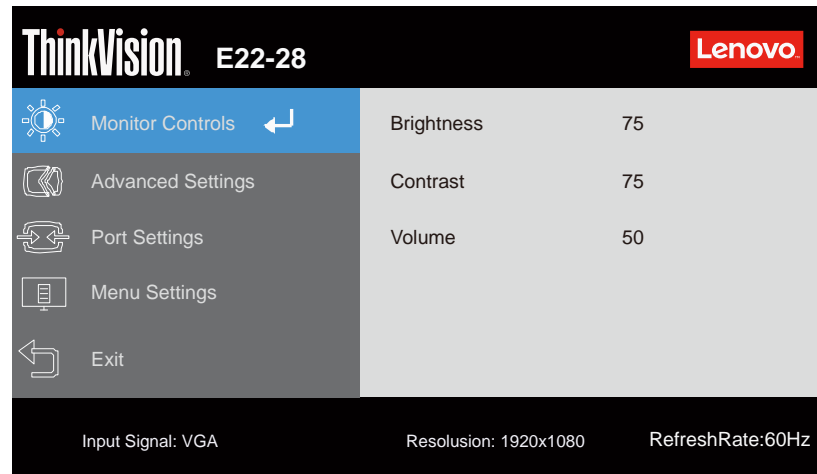 ThinkVision® E22-28 Lenovo™
Monitor Controls Brightness 75
Advanced Settings Contrast 75
Port Settings Volume 50
Menu Settings
Exit
Input Signal: VGA Resolusion: 1920x1080 RefreshRate:60Hz